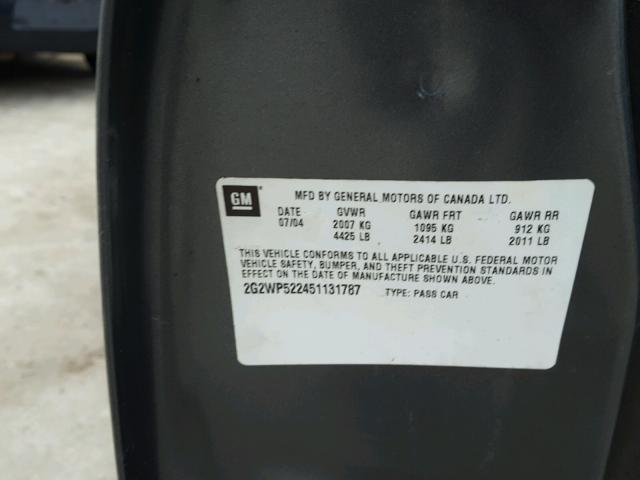 GM MFD BY GENERAL MOTORS OF CANADA LTD.
DATE GVWR GAWR FRT GAWR RR
07/04 2007 KG 1095 KG 912 KG
4425 LB 2414 LB 2011 LB
THIS VEHICLE CONFORMS TO ALL APPLICABLE U.S. FEDERAL MOTOR
VEHICLE SAFETY, BUMPER, AND THEFT PREVENTION STANDARDS IN
EFFECT ON THE DATE OF MANUFACTURE SHOWN ABOVE.
2G2WP522451131787 TYPE: PASS CAR